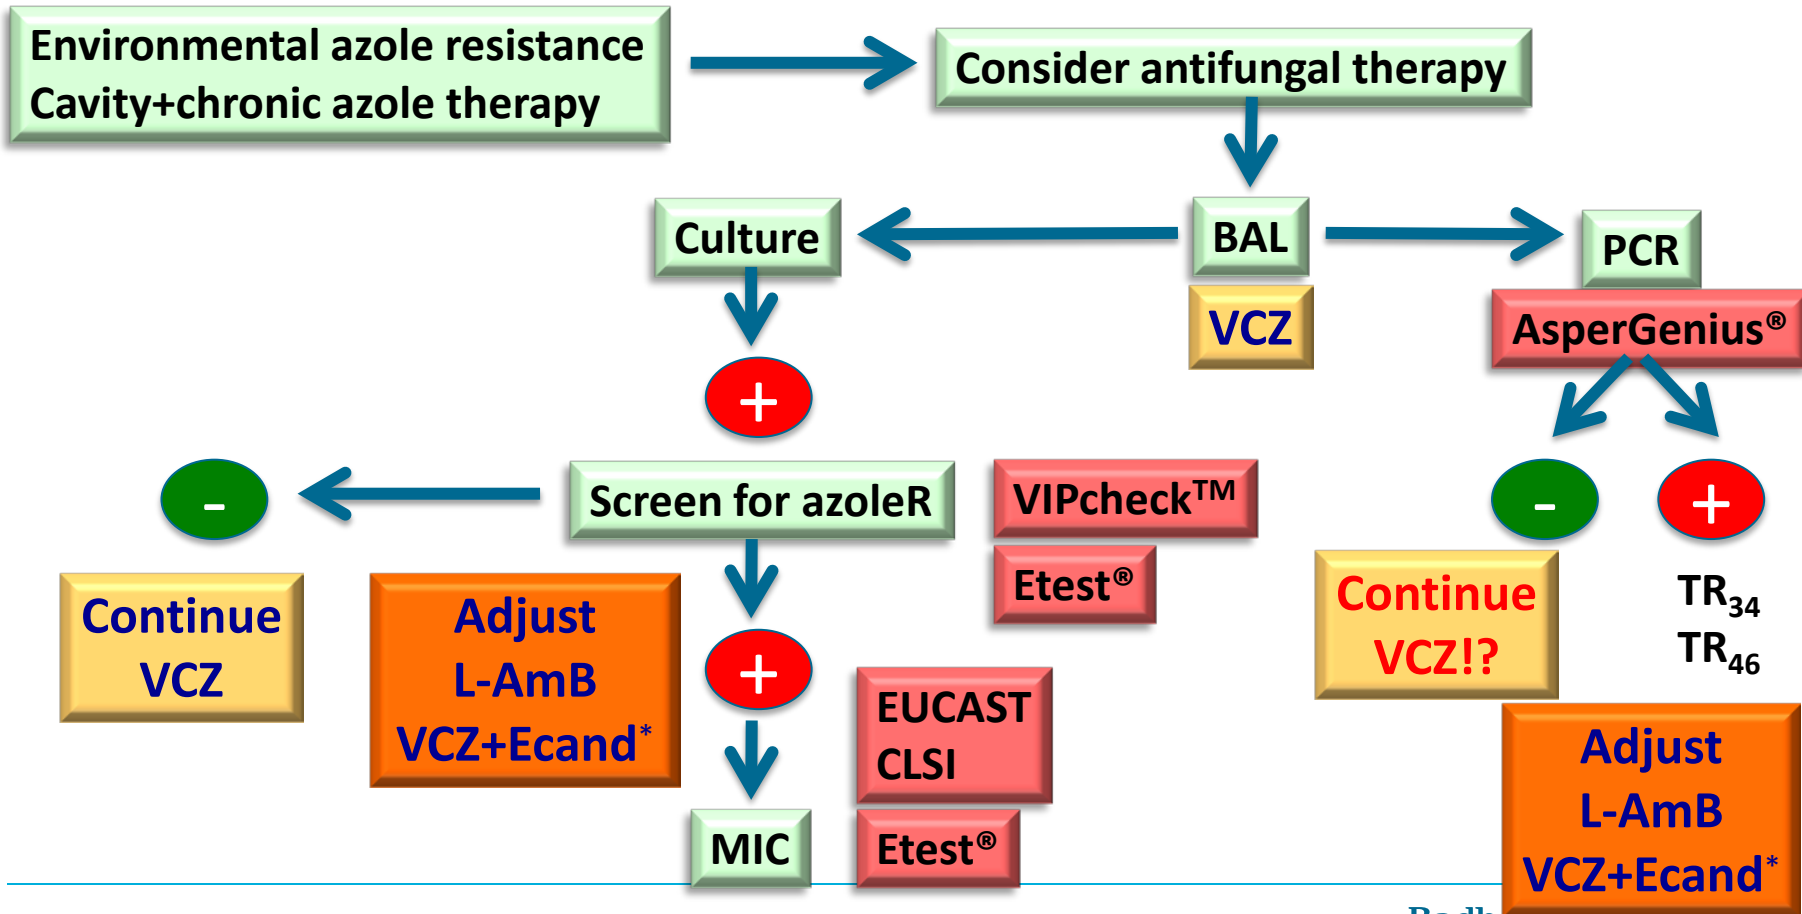 Environmental azole resistance
Cavity+chronic azole therapy
Consider antifungal therapy
Culture
BAL
PCR
VCZ
AsperGenius®
+
-
Screen for azoleR
VIPcheck™
Etest®
-
+
Continue
VCZ
Adjust
L-AmB
VCZ+Ecand*
+
EUCAST
CLSI
Continue
VCZ!?
TR34
TR46
MIC
Etest®
Adjust
L-AmB
VCZ+Ecand*